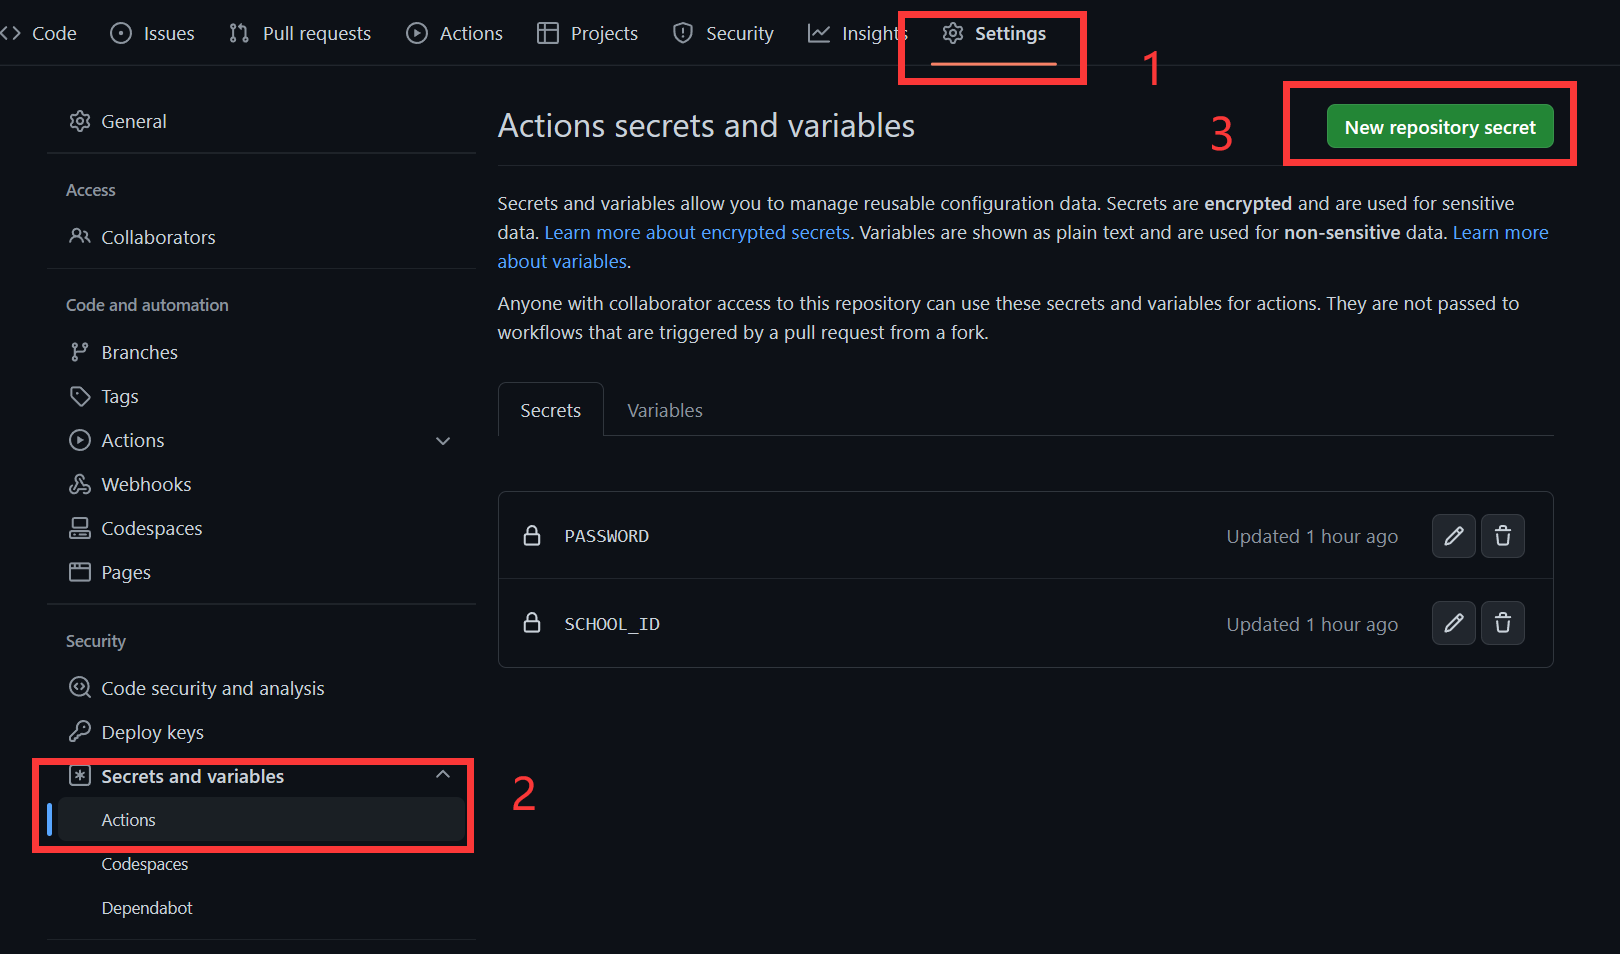 Code Issues Pull requests Actions Projects Security Insights Settings
1
General
Access
Collaborators
Code and automation
Branches
Tags
Actions
Webhooks
Codespaces
Pages
Security
Code security and analysis
Deploy keys
Secrets and variables
Actions
Codespaces
Dependabot
2
Actions secrets and variables
3
New repository secret
Secrets and variables allow you to manage reusable configuration data. Secrets are encrypted and are used for sensitive
data. Learn more about encrypted secrets. Variables are shown as plain text and are used for non-sensitive data. Learn more
about variables.
Anyone with collaborator access to this repository can use these secrets and variables for actions. They are not passed to
workflows that are triggered by a pull request from a fork.
Secrets Variables
PASSWORD Updated 1 hour ago
SCHOOL_ID Updated 1 hour ago